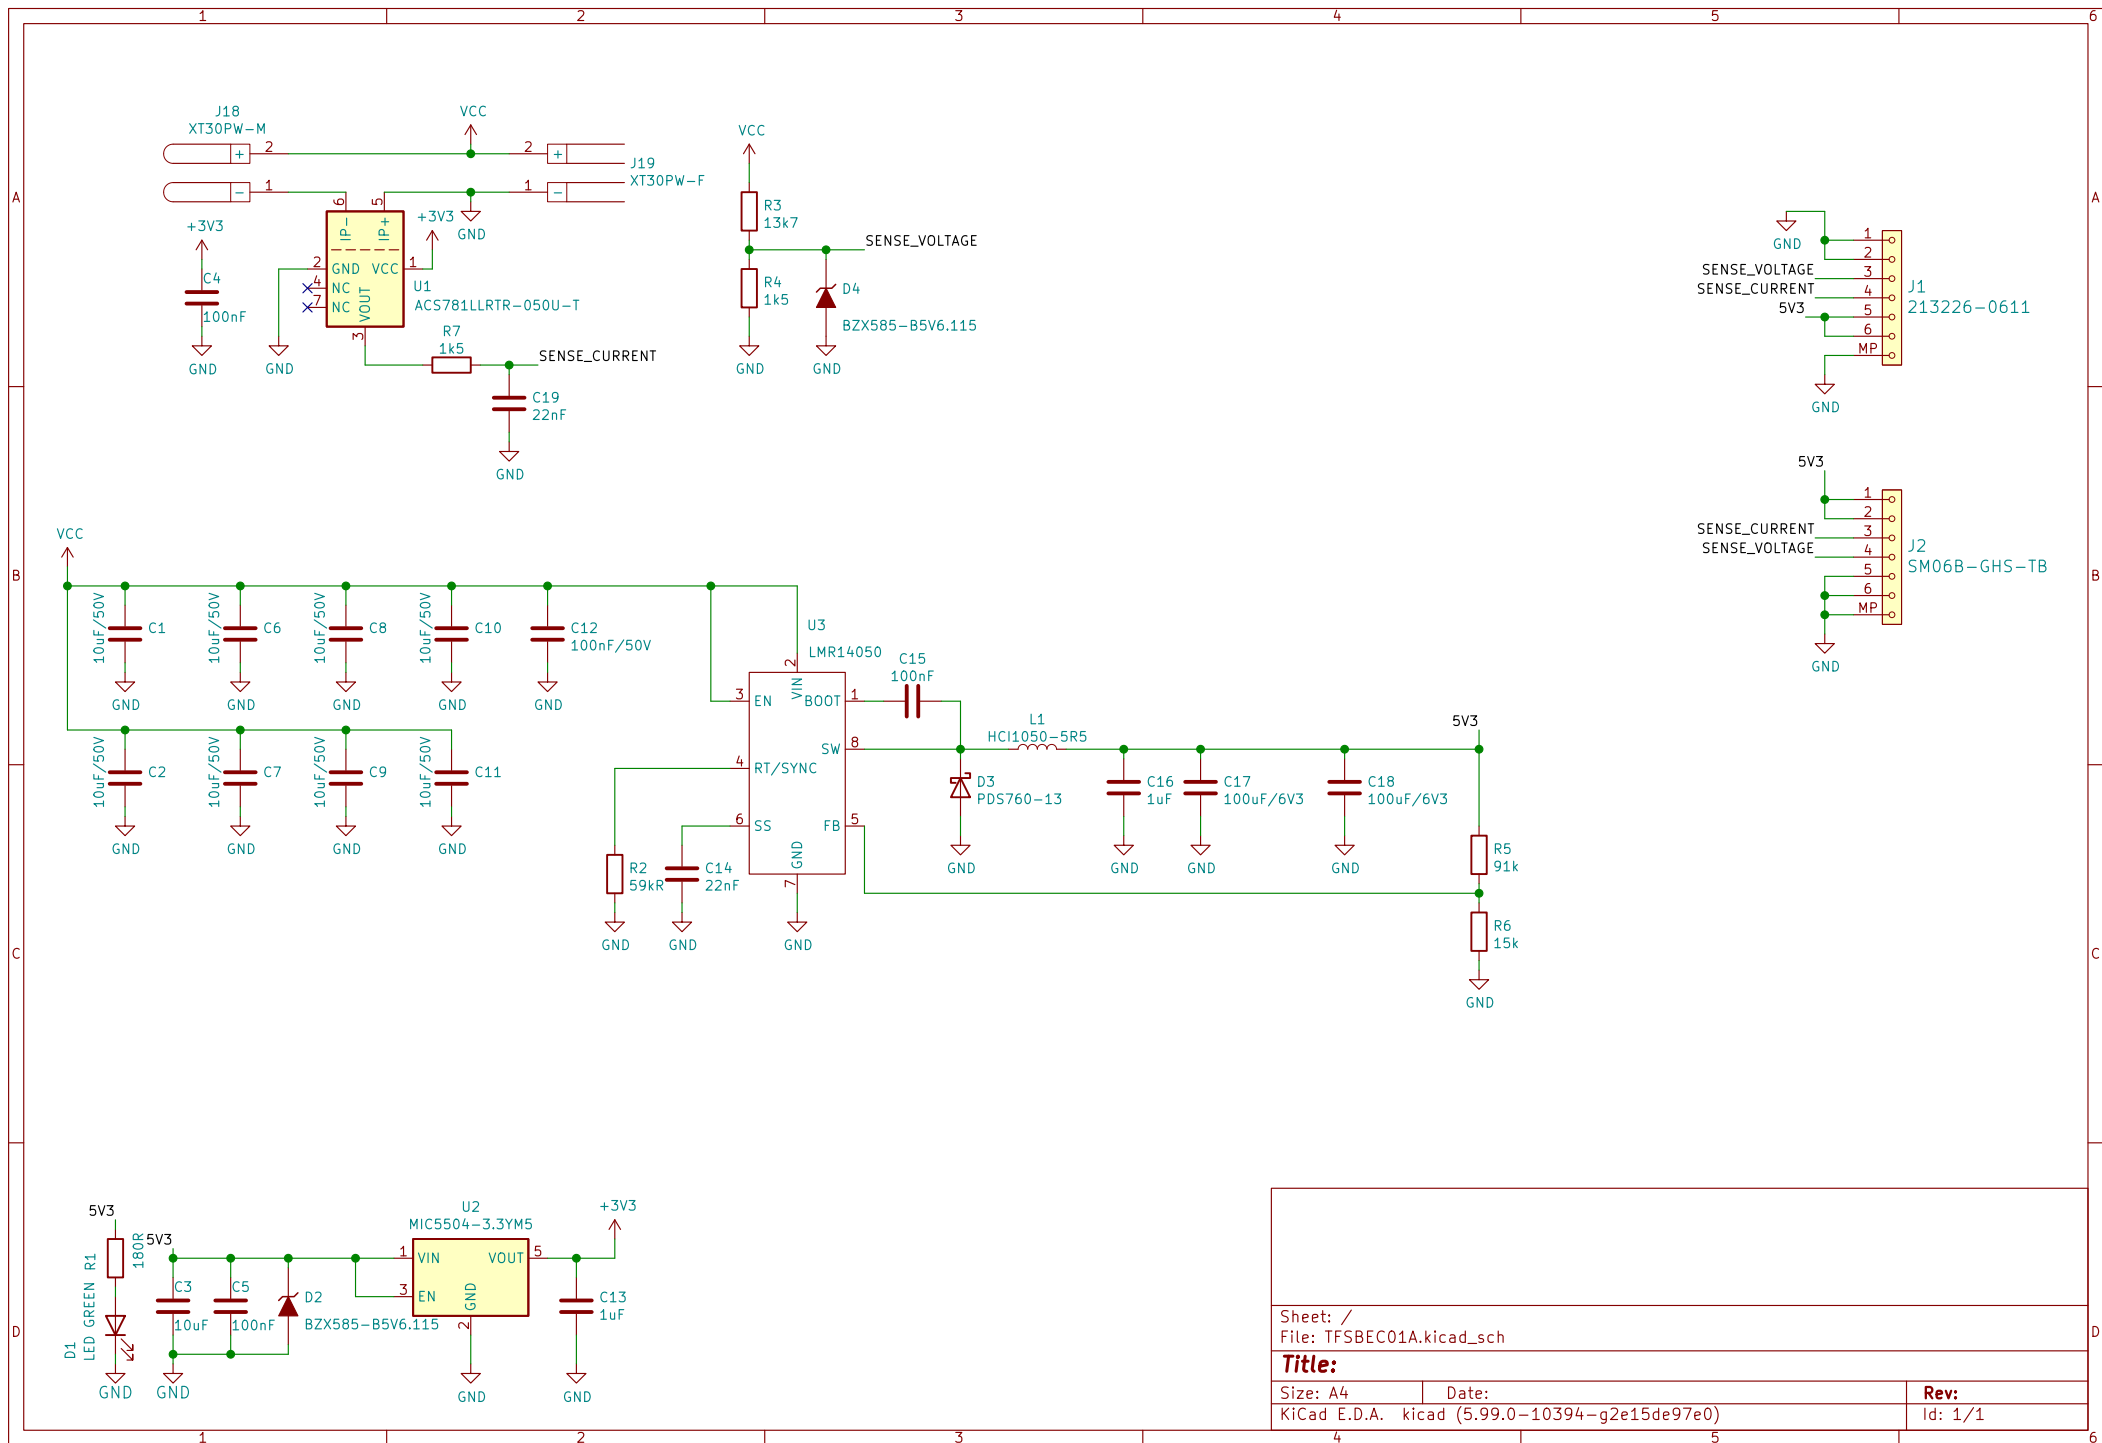 1 2 3 4 5 6
A
B
C
D
A
B
C
D
1 2 3 4 5 6
J18
XT30PW-M
+ 2
- 1
VCC
2 +
1 -
J19
XT30PW-F
GND
+3V3
C4
100nF
GND
6 5
IP- IP+
2 GND VCC 1
4 NC
7 NC
VOUT
3
+3V3
U1
ACS781LLRTR-050U-T
GND
R7
1k5
SENSE_CURRENT
C19
22nF
GND
VCC
R3
13k7
SENSE_VOLTAGE
R4
1k5
D4
BZX585-B5V6.115
GND
GND
GND
1
2
SENSE_VOLTAGE 3
SENSE_CURRENT 4
5V3 5
6
MP
J1
213226-0611
GND
5V3
1
2
SENSE_CURRENT 3
SENSE_VOLTAGE 4
5
6
MP
J2
SM06B-GHS-TB
GND
VCC
10uF/50V C1
10uF/50V C6
10uF/50V C8
10uF/50V C10
C12
100nF/50V
GND GND GND GND GND
10uF/50V C2
10uF/50V C7
10uF/50V C9
10uF/50V C11
GND GND GND GND
U3
LMR14050
2 VIN
3 EN
BOOT 1
SW 8
4 RT/SYNC
6 SS
FB 5
GND
7
GND
C15
100nF
L1
HCI1050-5R5
R2
59kR
GND
C14
22nF
GND
D3
PDS760-13
GND
C16
1uF
GND
C17
100uF/6V3
GND
C18
100uF/6V3
GND
5V3
R5
91k
R6
15k
GND
5V3
R1
180R
D1
LED GREEN
GND
5V3
C3
10uF
C5
100nF
D2
BZX585-B5V6.115
GND
U2
MIC5504-3.3YM5
1 VIN VOUT 5
3 EN
GND
2
GND
+3V3
C13
1uF
GND
Sheet: /
File: TFSBEC01A.kicad_sch
Title:
Size: A4 Date: Rev:
KiCad E.D.A. kicad (5.99.0-10394-g2e15de97e0) Id: 1/1